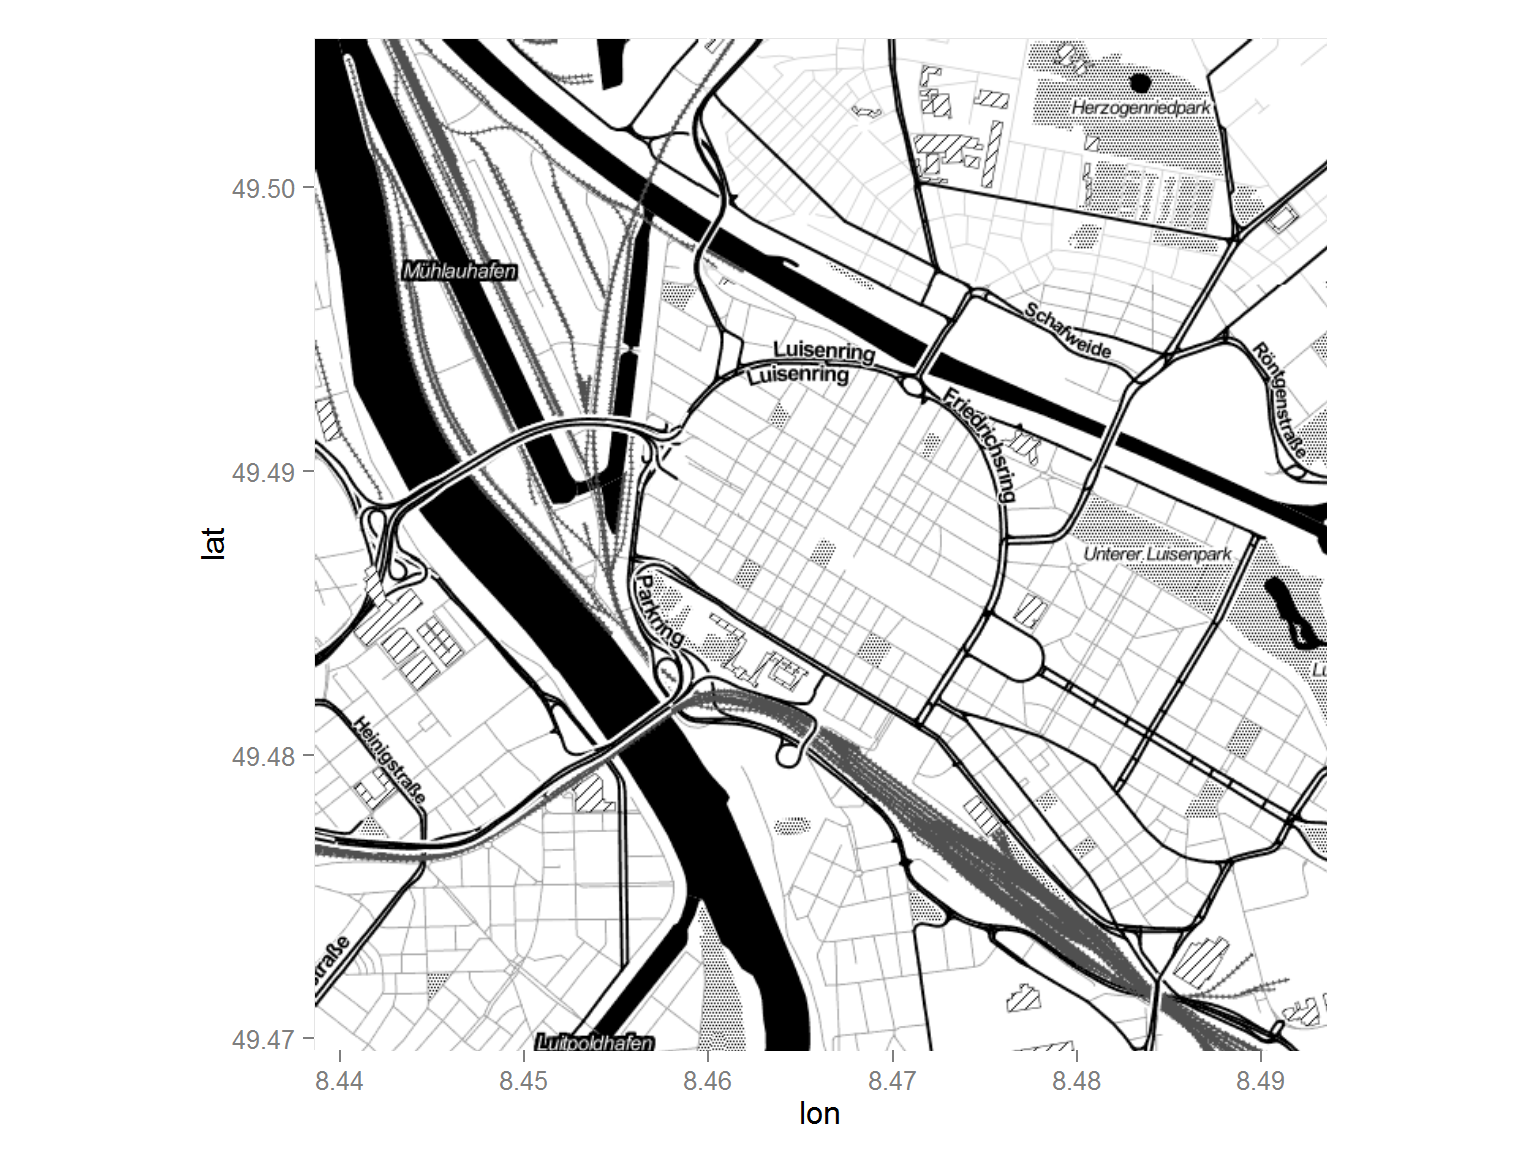 Herzogenriedpark
49.50
Mühlauhafen
Schafweide
Luisenring
Luisenring
Röntgenstraße
Friedrichsring
49.49
lat
Unterer Luisenpark
Parkring
Lu
Heinigstraße
49.48
straße
49.47
Luitpoldhafen
8.44 8.45 8.46 8.47 8.48 8.49
lon